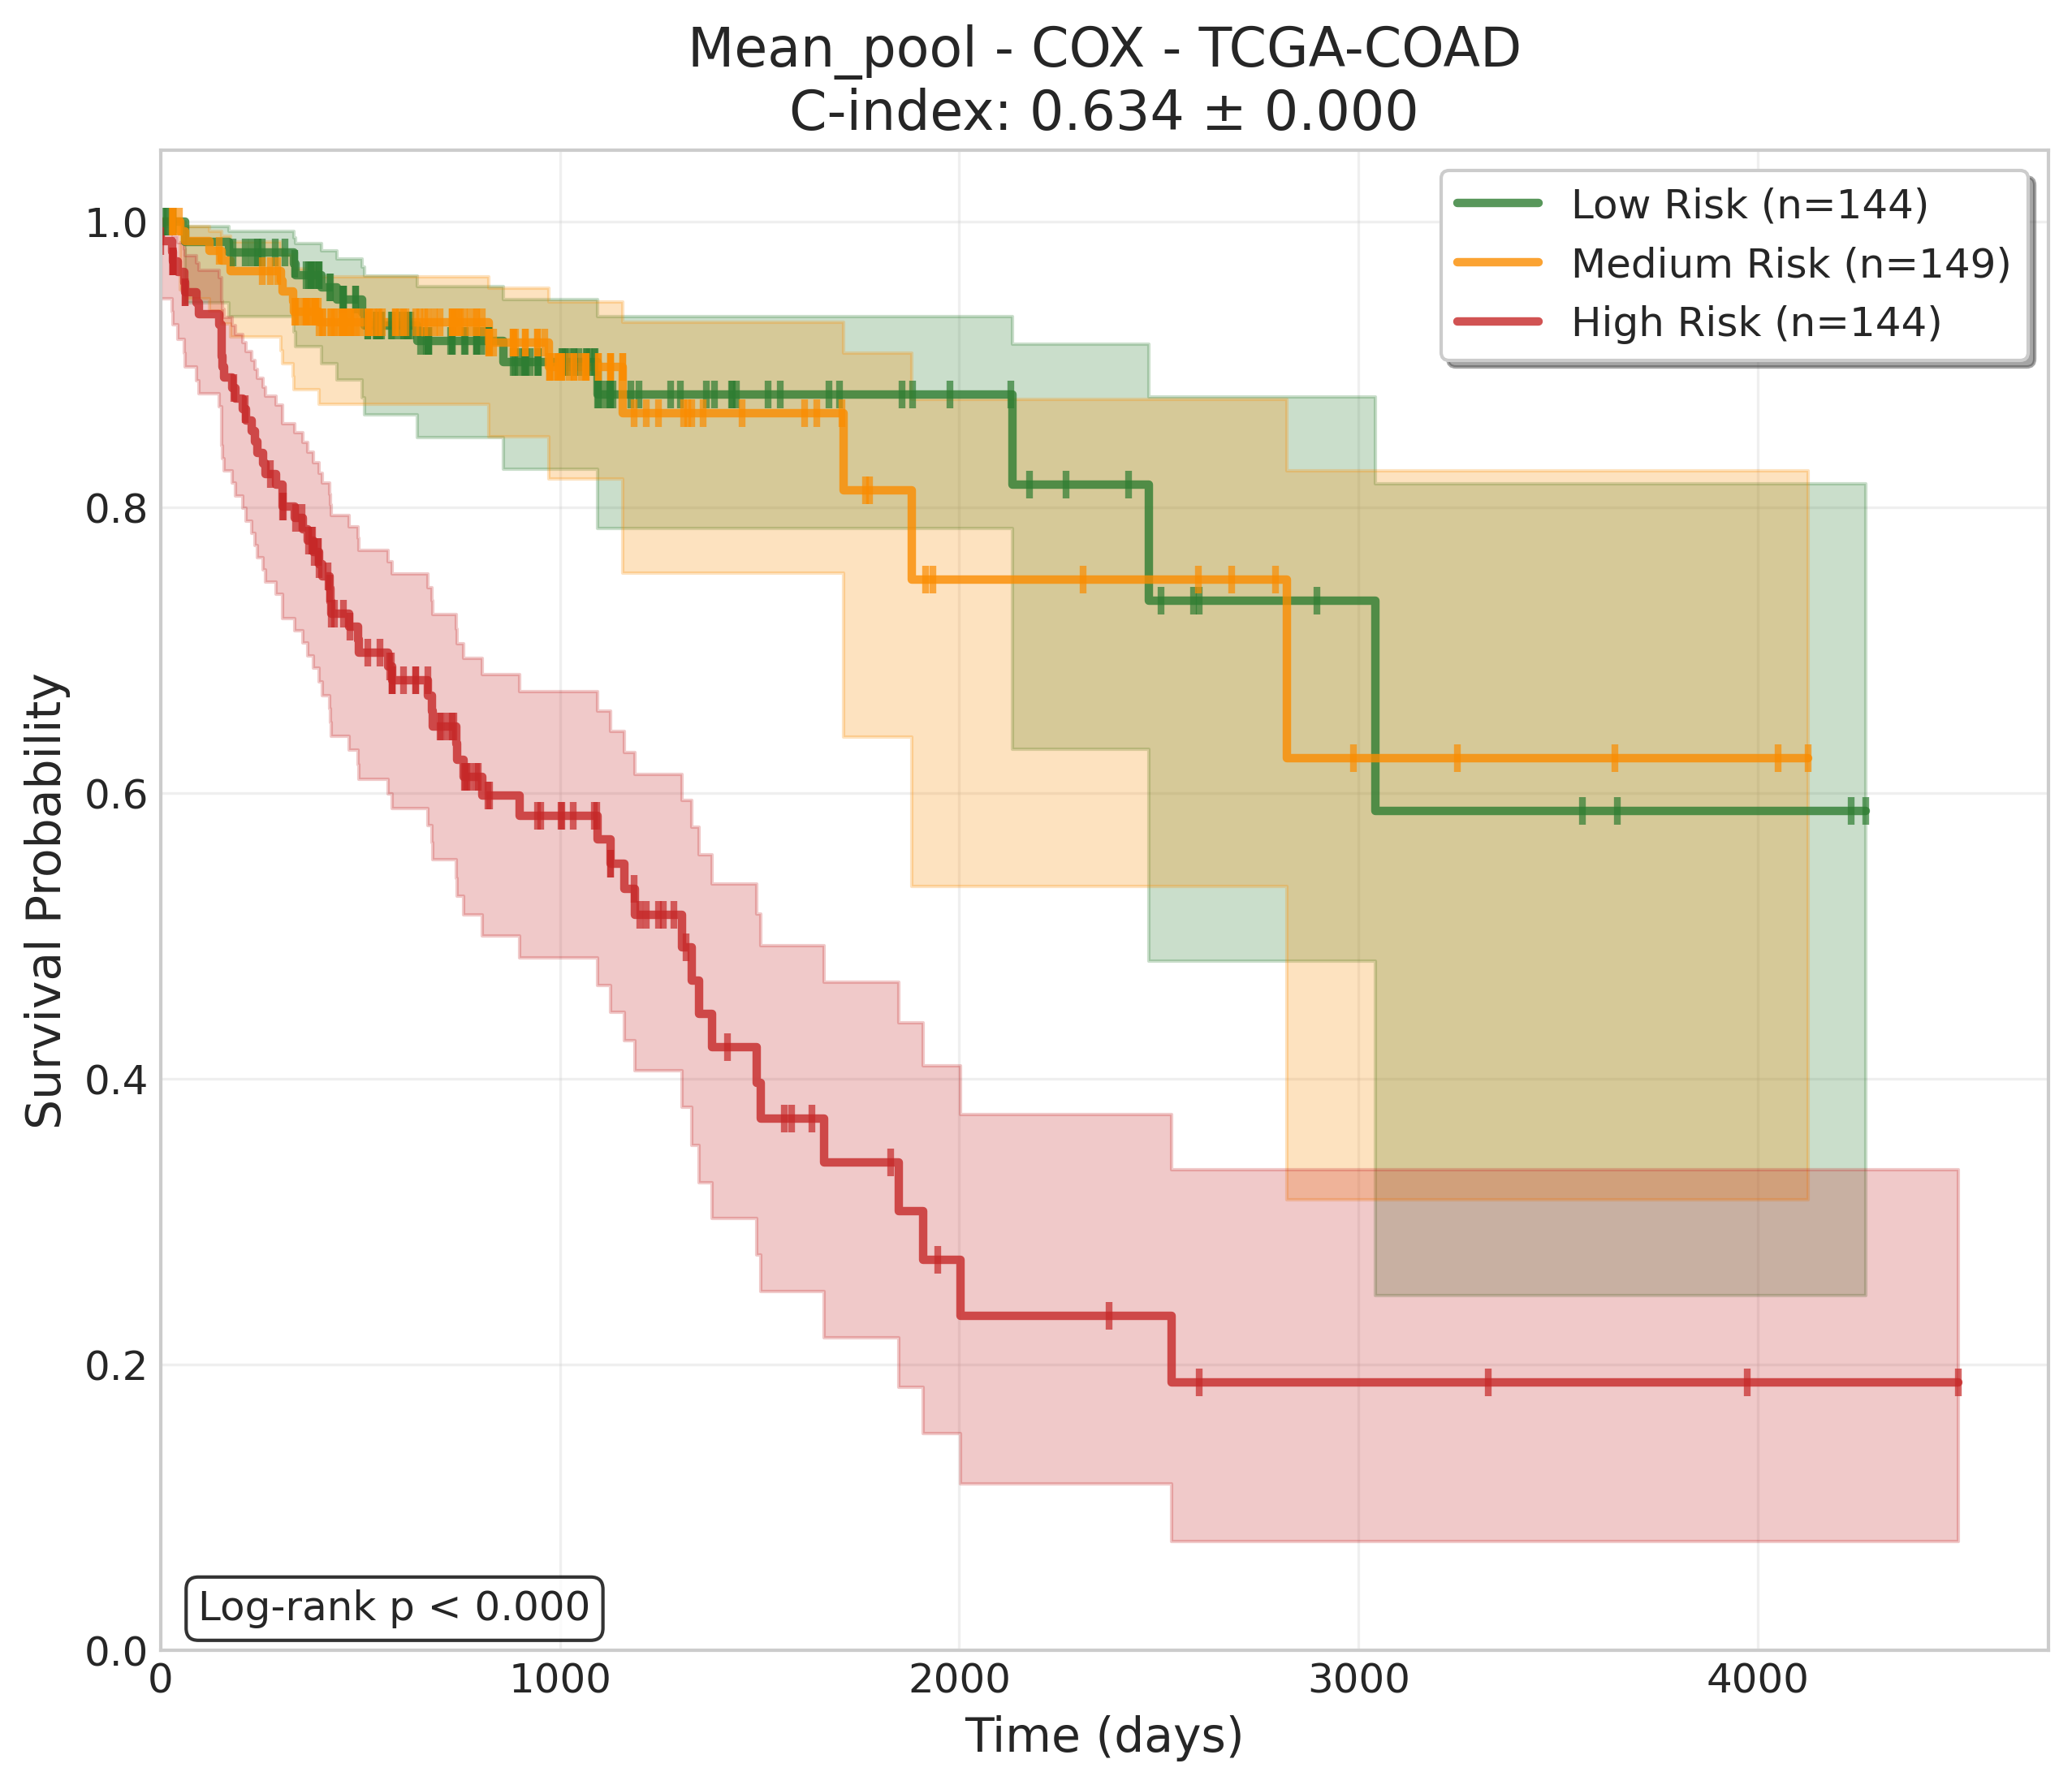 Mean_pool - COX - TCGA-COAD
C-index: 0.634 ± 0.000
Low Risk (n=144)
Medium Risk (n=149)
High Risk (n=144)
Survival Probability
1.0
0.8
0.6
0.4
0.2
0.0
Log-rank p < 0.000
0
1000
2000
3000
4000
Time (days)